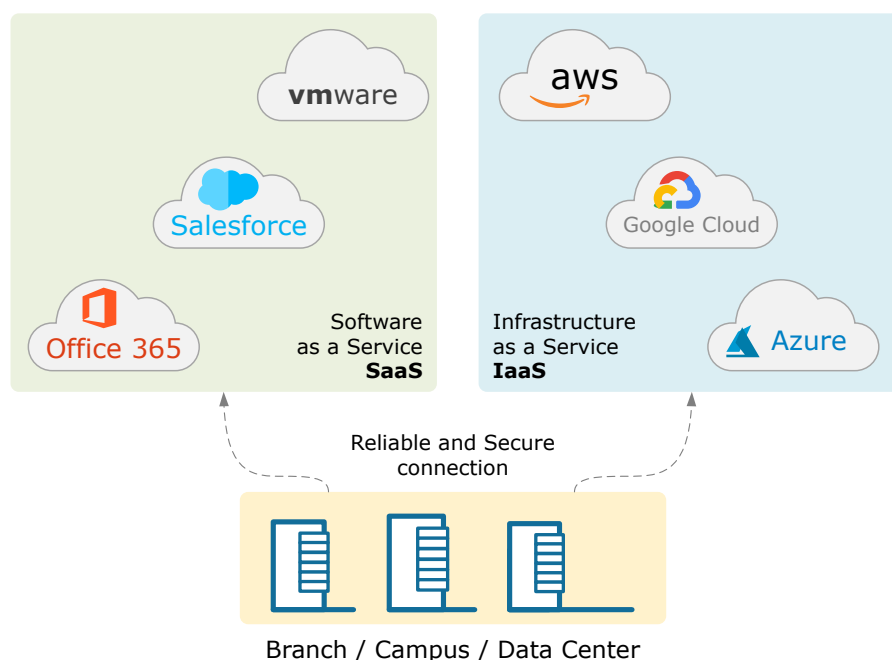 vmware
aws
Salesforce
Google Cloud
Office 365
Azure
Software
as a Service
SaaS
Infrastructure
as a Service
IaaS
Reliable and Secure
connection
Branch / Campus / Data Center